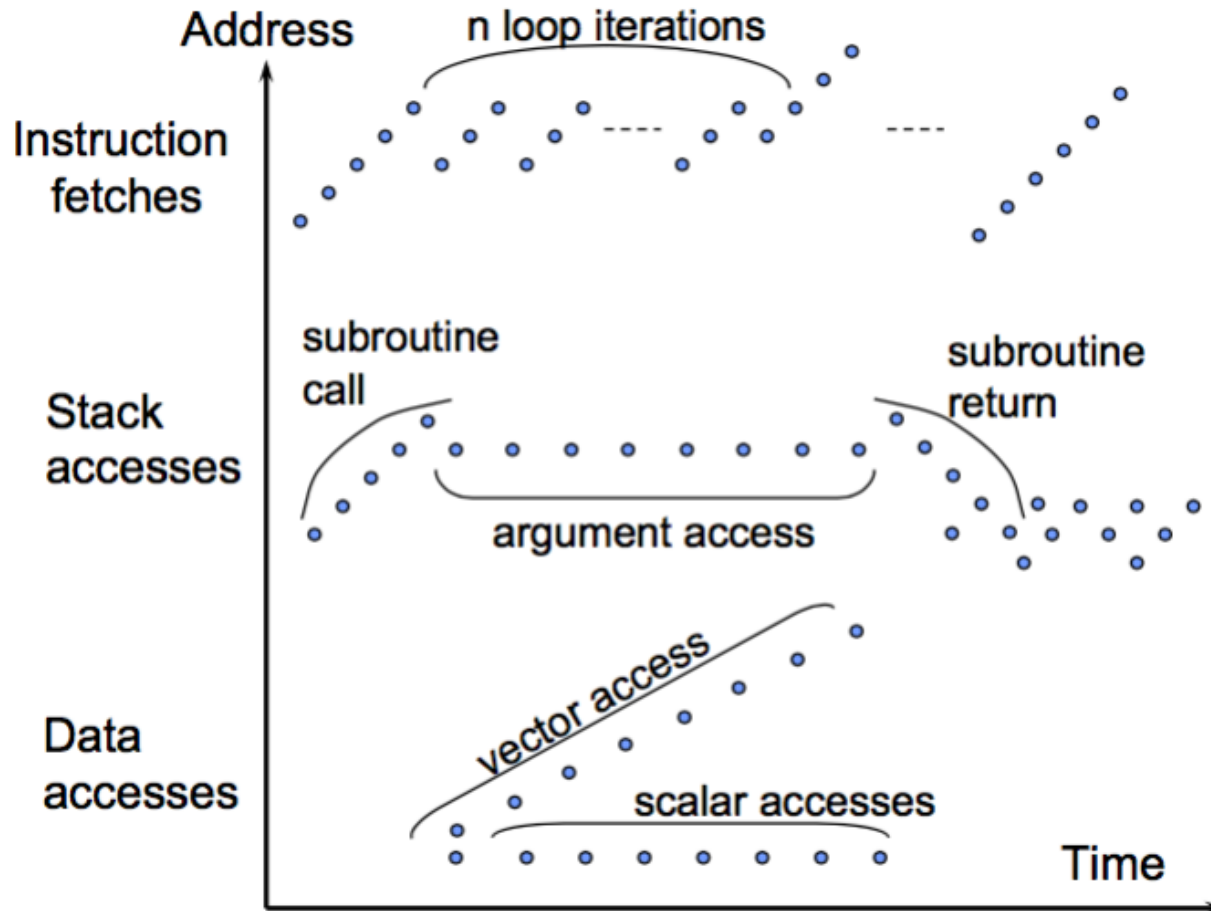 Address
n loop iterations
Instruction
fetches
subroutine
call
subroutine
return
Stack
accesses
argument access
vector access
Data
accesses
scalar accesses
Time